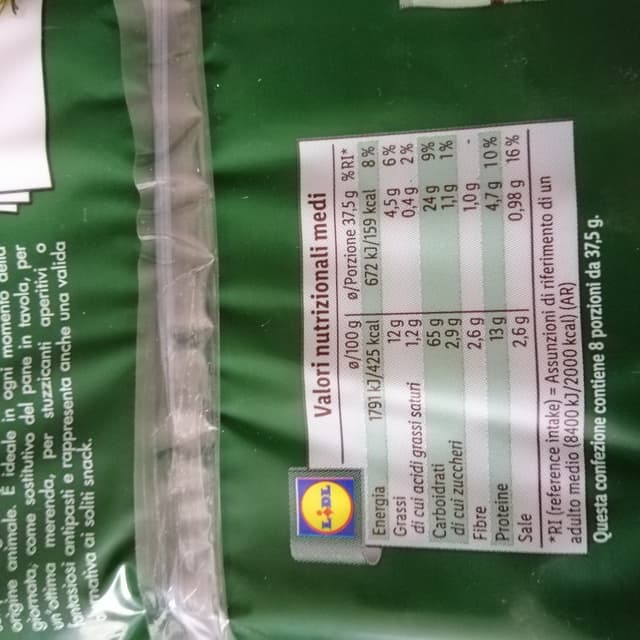 origine animale. È ideale in ogni momento della
giornata, come sostitutivo del pane in tavola, per
un'ottima merenda, per stuzzicanti aperitivi o
fantasiosi antipasti e rappresenta anche una valida
ai soliti snack.
LIDL
Valori nutrizionali medi
ø/100 g ø/Porzione 37,5 g %RI*
Energia 1791 kJ/425 kcal 672 kJ/159 kcal 8 %
Grassi 12 g 4,5 g 6 %
di cui acidi grassi saturi 1,2 g 0,4 g 2 %
Carboidrati 65 g 24 g 9%
di cui zuccheri 2,9 g 1,1 g 1%
Fibre 2,6 g 1,0 g -
Proteine 13 g 4,7 g 10 %
Sale 2,6 g 0,98 g 16 %
*RI (reference intake) = Assunzioni di riferimento di un
adulto medio (8400 kJ/2000 kcal) (AR)
Questa confezione contiene 8 porzioni da 37,5 g.